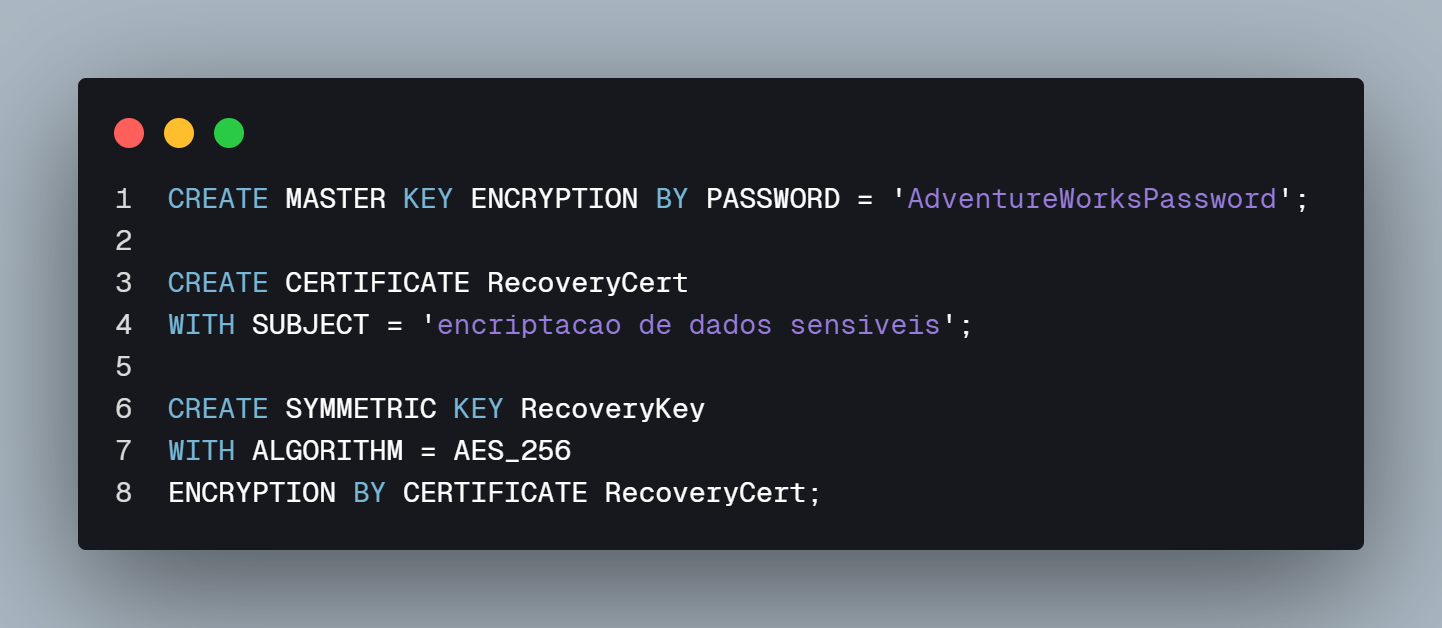 1 CREATE MASTER KEY ENCRYPTION BY PASSWORD = 'AdventureWorksPassword';
2
3 CREATE CERTIFICATE RecoveryCert
4 WITH SUBJECT = 'encriptacao de dados sensiveis';
5
6 CREATE SYMMETRIC KEY RecoveryKey
7 WITH ALGORITHM = AES_256
8 ENCRYPTION BY CERTIFICATE RecoveryCert;